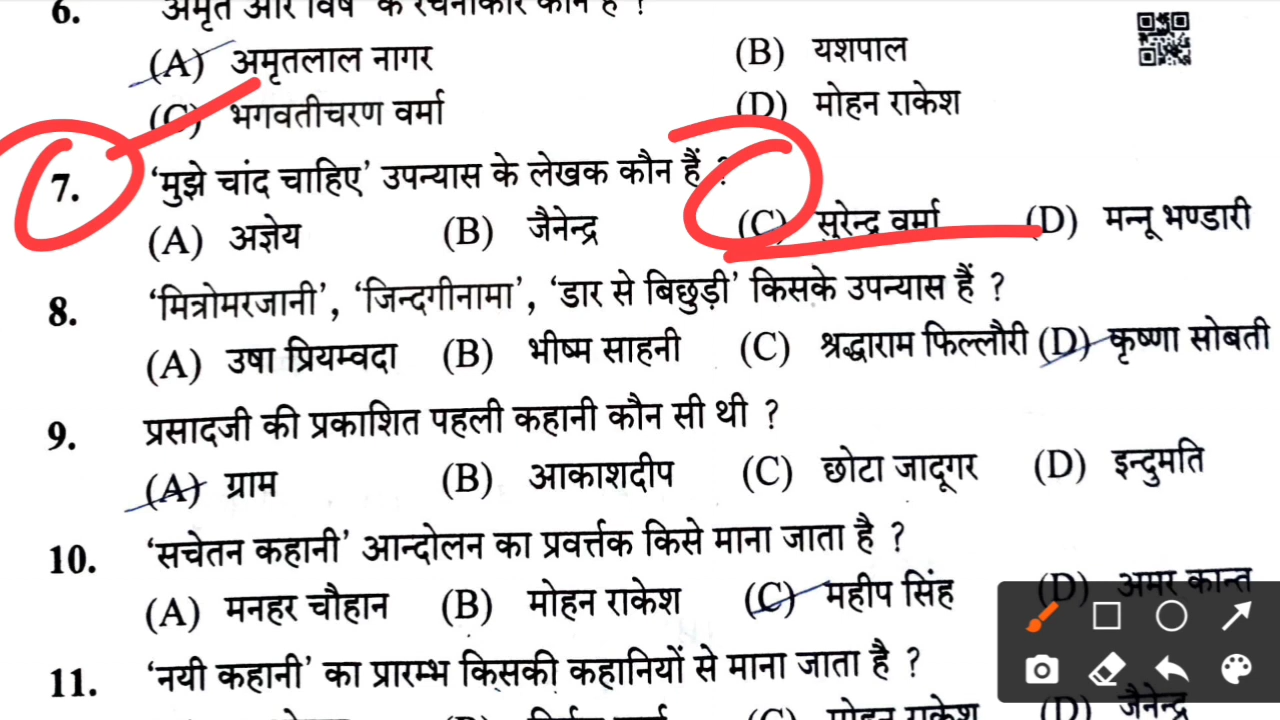 6. 'अमृत और विष' के रचनाकार कौन हैं ?
(A) अमृतलाल नागर (B) यशपाल
(C) भगवतीचरण वर्मा (D) मोहन राकेश
7. 'मुझे चांद चाहिए' उपन्यास के लेखक कौन हैं ?
(A) अज्ञेय (B) जैनेन्द्र (C) सुरेन्द्र वर्मा (D) मन्नू भण्डारी
8. 'मित्रोमरजानी', 'जिन्दगीनामा', 'डार से बिछुड़ी' किसके उपन्यास हैं ?
(A) उषा प्रियम्वदा (B) भीष्म साहनी (C) श्रद्धाराम फिल्लौरी (D) कृष्णा सोबती
9. प्रसादजी की प्रकाशित पहली कहानी कौन सी थी ?
(A) ग्राम (B) आकाशदीप (C) छोटा जादूगर (D) इन्दुमति
10. 'सचेतन कहानी' आन्दोलन का प्रवर्त्तक किसे माना जाता है ?
(A) मनहर चौहान (B) मोहन राकेश (C) महीप सिंह (D) अमर कान्त
11. 'नयी कहानी' का प्रारम्भ किसकी कहानियों से माना जाता है ?
(B) (C) मोहन राकेश (D) जैनेन्द्र